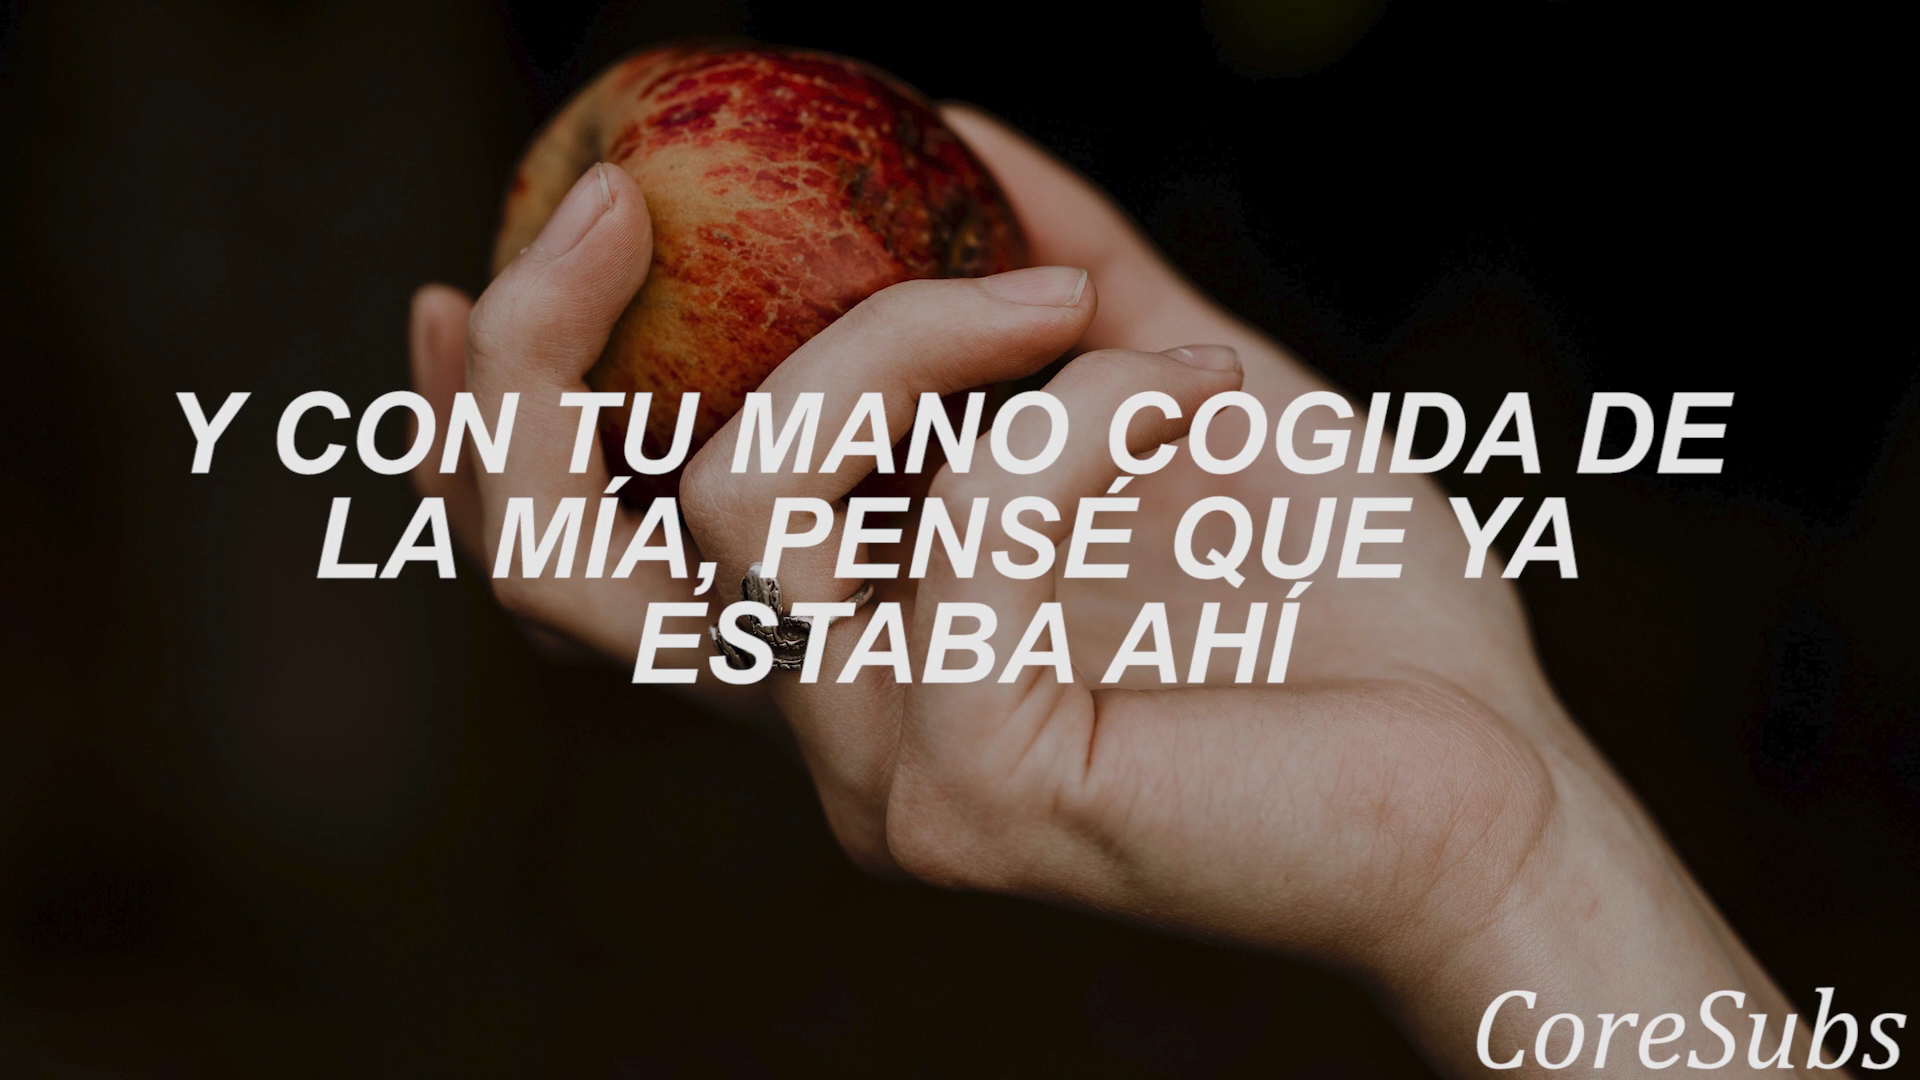 Y CON TU MANO COGIDA DE
LA MÍA, PENSÉ QUE YA
ESTABA AHÍ
CoreSubs